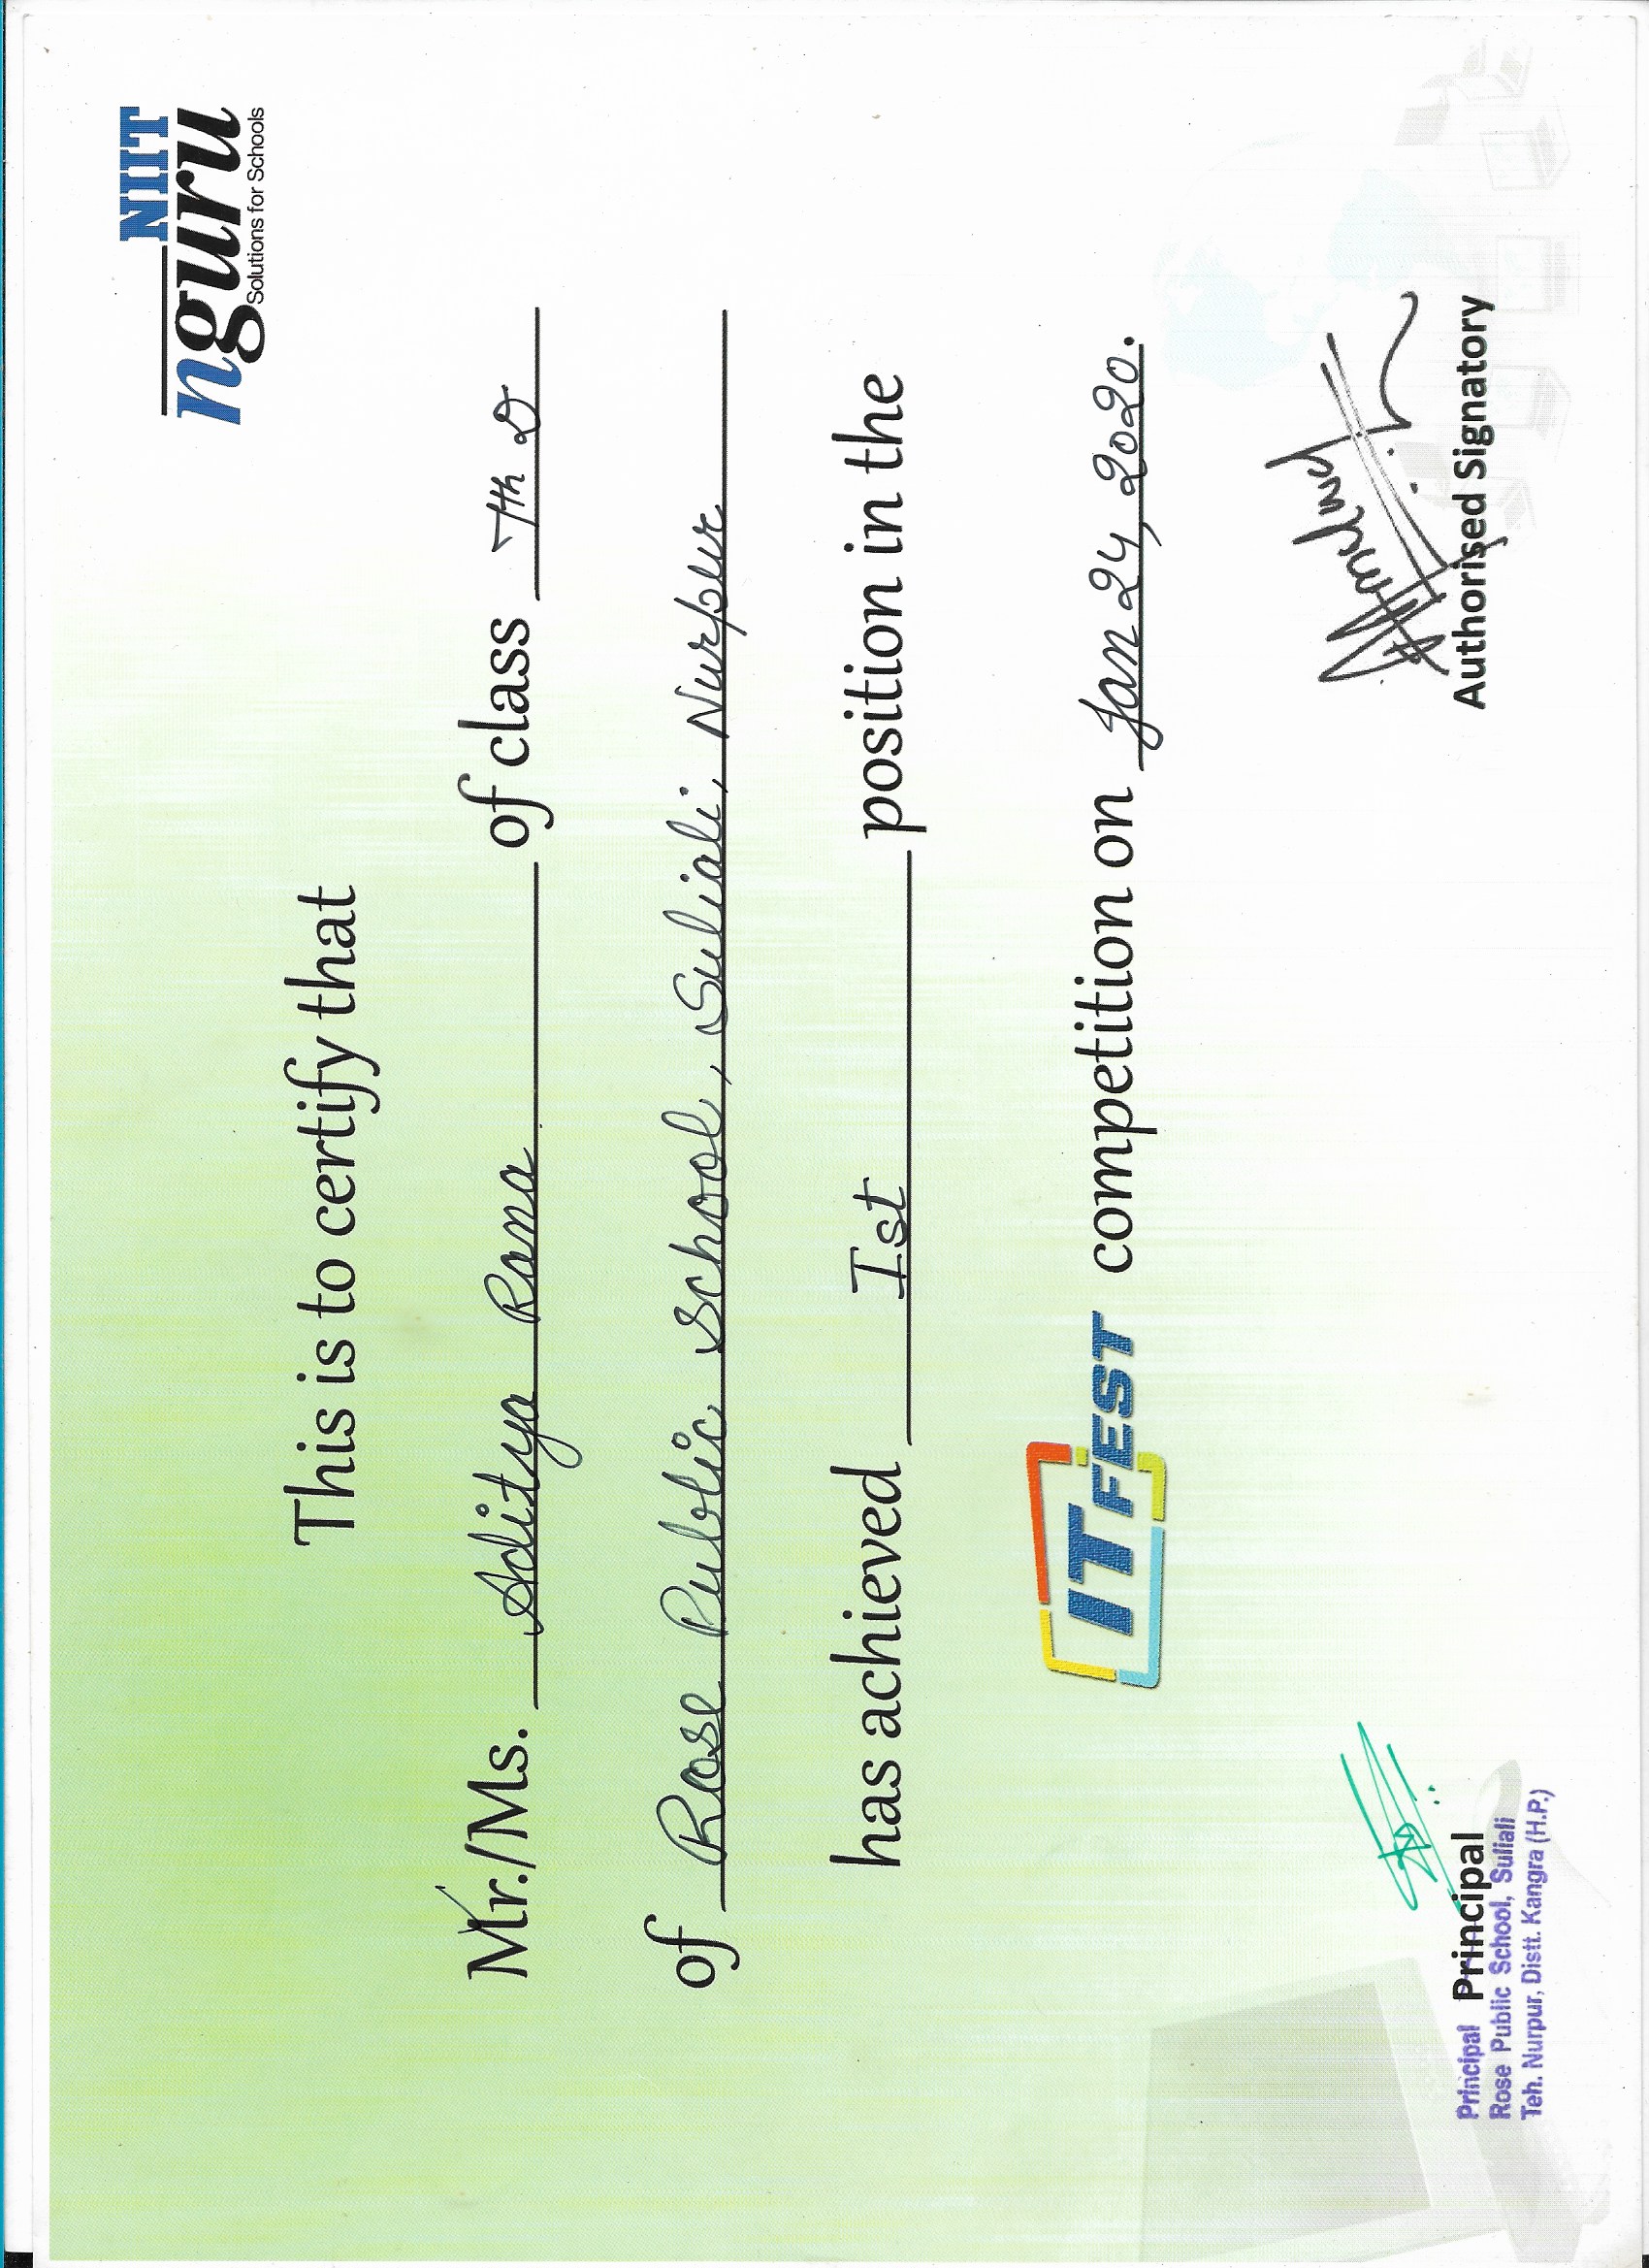 NIIT
nguru
Solutions for Schools
This is to certify that
Mr./Ms. Aditya Rana of class 7th D
of Rose Public School, Suliali, Nurpur
has achieved Ist position in the
IT FEST competition on Jan 24, 2020.
Principal Principal
Rose Public School, Suliali
Teh. Nurpur, Distt. Kangra (H.P.)
Authorised Signatory